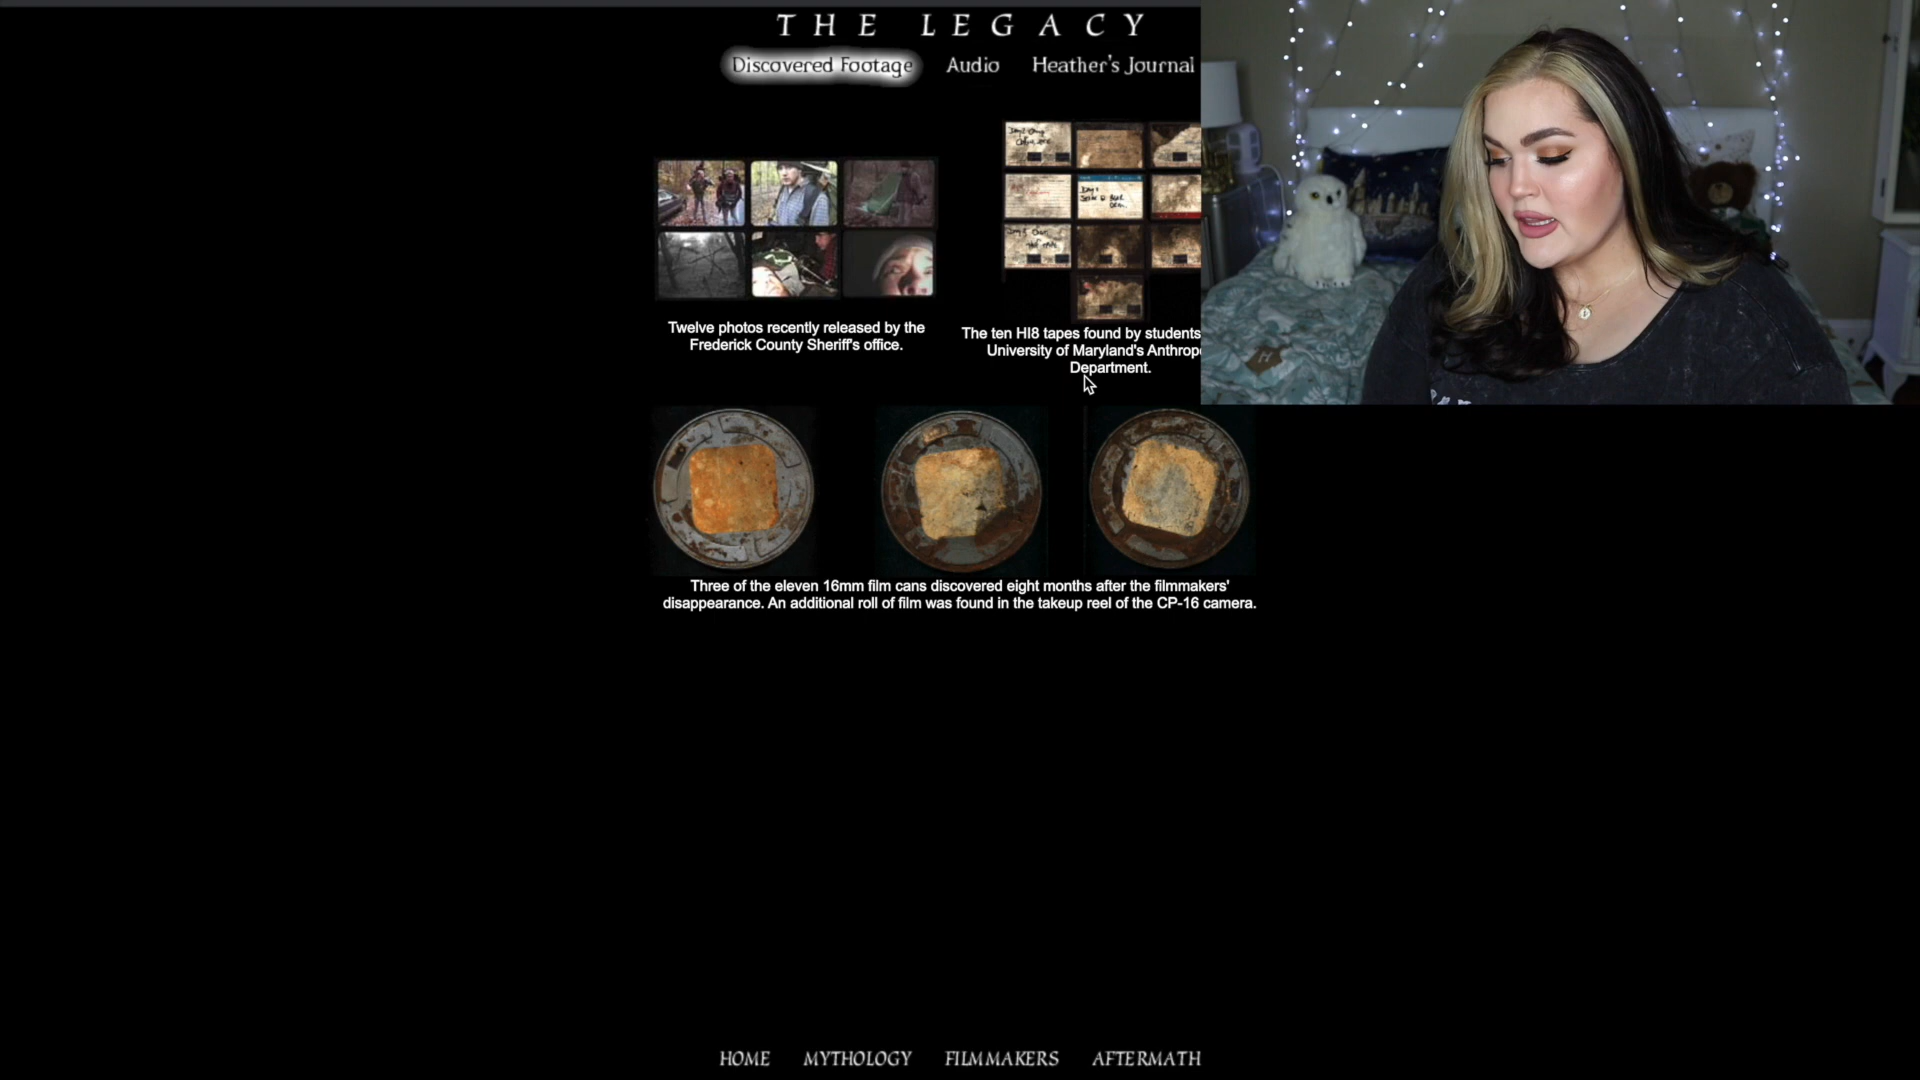 THE LEGACY
Discovered Footage Audio Heather's Journal
Twelve photos recently released by the
Frederick County Sheriff's office.
The ten HI8 tapes found by students
University of Maryland's Anthropo
Department.
Three of the eleven 16mm film cans discovered eight months after the filmmakers'
disappearance. An additional roll of film was found in the takeup reel of the CP-16 camera.
HOME MYTHOLOGY FILMMAKERS AFTERMATH